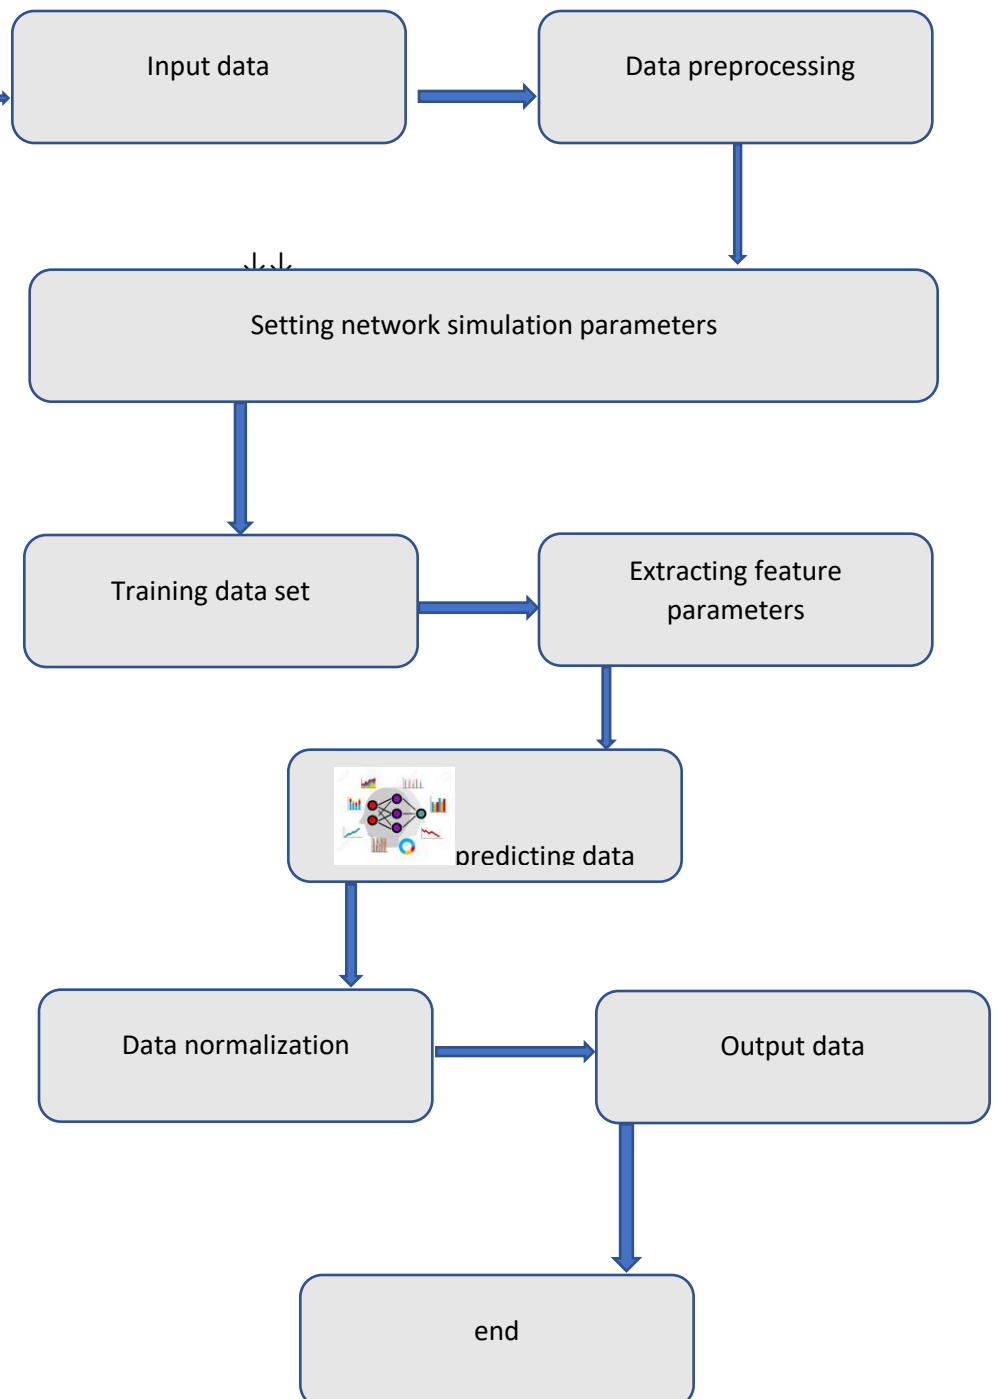 Input data
Data preprocessing
↓↓
Setting network simulation parameters
Training data set
Extracting feature
parameters
predicting data
Data normalization
Output data
end